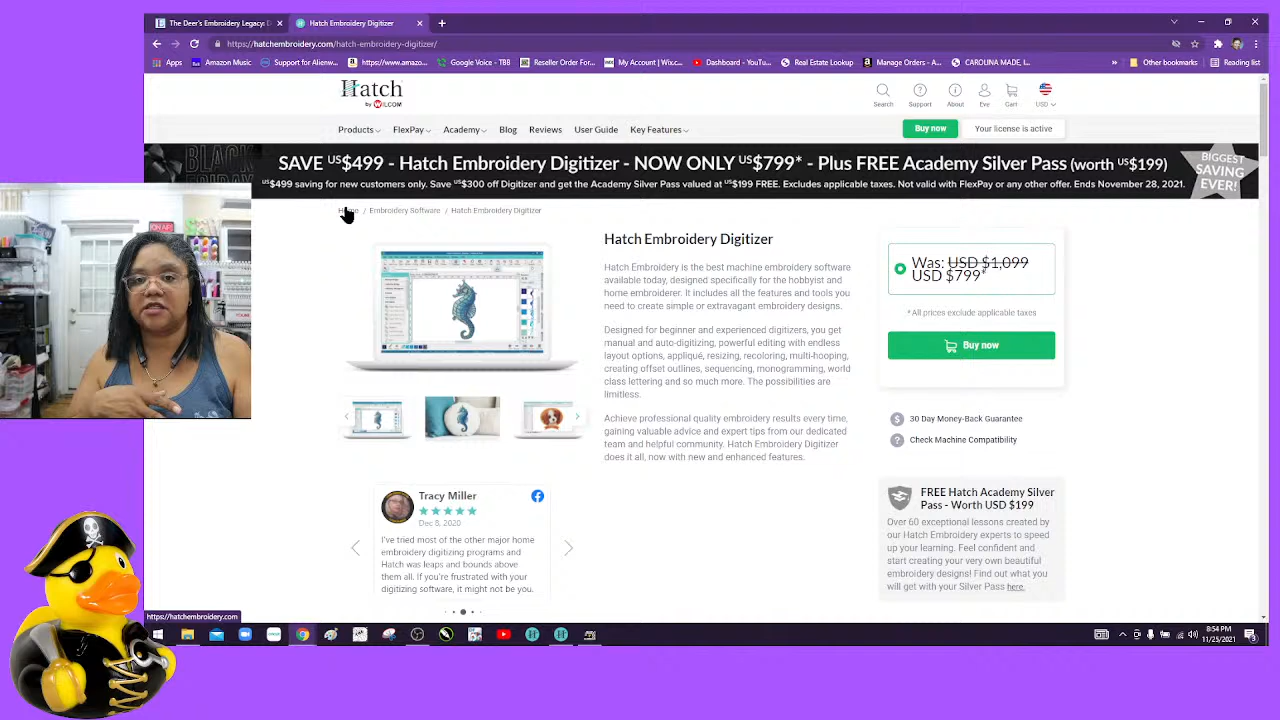 The Deer's Embroidery Legacy: D
Hatch Embroidery Digitizer
https://hatchembroidery.com/hatch-embroidery-digitizer/
Apps
Amazon Music
Support for Alienw...
https://www.amazo...
Google Voice - TBB
Reseller Order For...
My Account | Wix.c...
Dashboard - YouTu...
Real Estate Lookup
Manage Orders - A...
CAROLINA MADE, I...
Other bookmarks
Reading list
Hatch
by WILCOM
Search
Support
About
Eve
Cart
USD
Products
FlexPay
Academy
Blog
Reviews
User Guide
Key Features
Buy now
Your license is active
BLACK
SAVE US$499 - Hatch Embroidery Digitizer - NOW ONLY US$799* - Plus FREE Academy Silver Pass (worth US$199)
US$499 saving for new customers only. Save US$300 off Digitizer and get the Academy Silver Pass valued at US$199 FREE. Excludes applicable taxes. Not valid with FlexPay or any other offer. Ends November 28, 2021.
BIGGEST
SAVING
EVER!
Home / Embroidery Software / Hatch Embroidery Digitizer
Hatch Embroidery Digitizer
Hatch Embroidery is the best machine embroidery software
available today, designed specifically for the hobbyist and
home embroiderer. It includes all the features and tools you
need to create simple or extravagant embroidery designs.
Designed for beginner and experienced digitizers, you get
manual and auto-digitizing, powerful editing with endless
layout options, appliqué, resizing, recoloring, multi-hooping,
creating offset outlines, sequencing, monogramming, world
class lettering and so much more. The possibilities are
limitless.
Achieve professional quality embroidery results every time,
gaining valuable advice and expert tips from our dedicated
team and helpful community. Hatch Embroidery Digitizer
does it all, now with new and enhanced features.
Was: USD $1,099
USD $799*
*All prices exclude applicable taxes
Buy now
30 Day Money-Back Guarantee
Check Machine Compatibility
FREE Hatch Academy Silver
Pass - Worth USD $199
Over 60 exceptional lessons created by
our Hatch Embroidery experts to speed
up your learning. Feel confident and
start creating your very own beautiful
embroidery designs! Find out what you
will get with your Silver Pass here.
Tracy Miller
Dec 8, 2020
I've tried most of the other major home
embroidery digitizing programs and
Hatch was leaps and bounds above
them all. If you're frustrated with your
digitizing software, it might not be you.
https://hatchembroidery.com
8:54 PM
11/25/2021